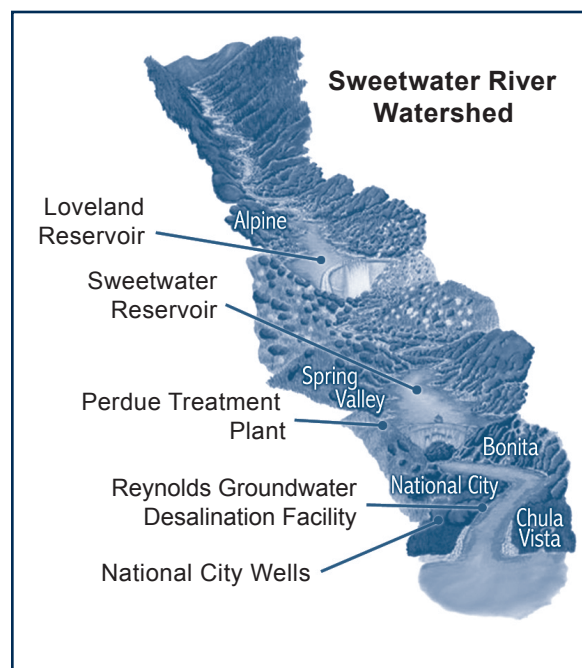 Sweetwater River
Watershed
Loveland
Reservoir
Alpine
Sweetwater
Reservoir
Spring
Valley
Perdue Treatment
Plant
Bonita
National City
Reynolds Groundwater
Desalination Facility
Chula
Vista
National City Wells